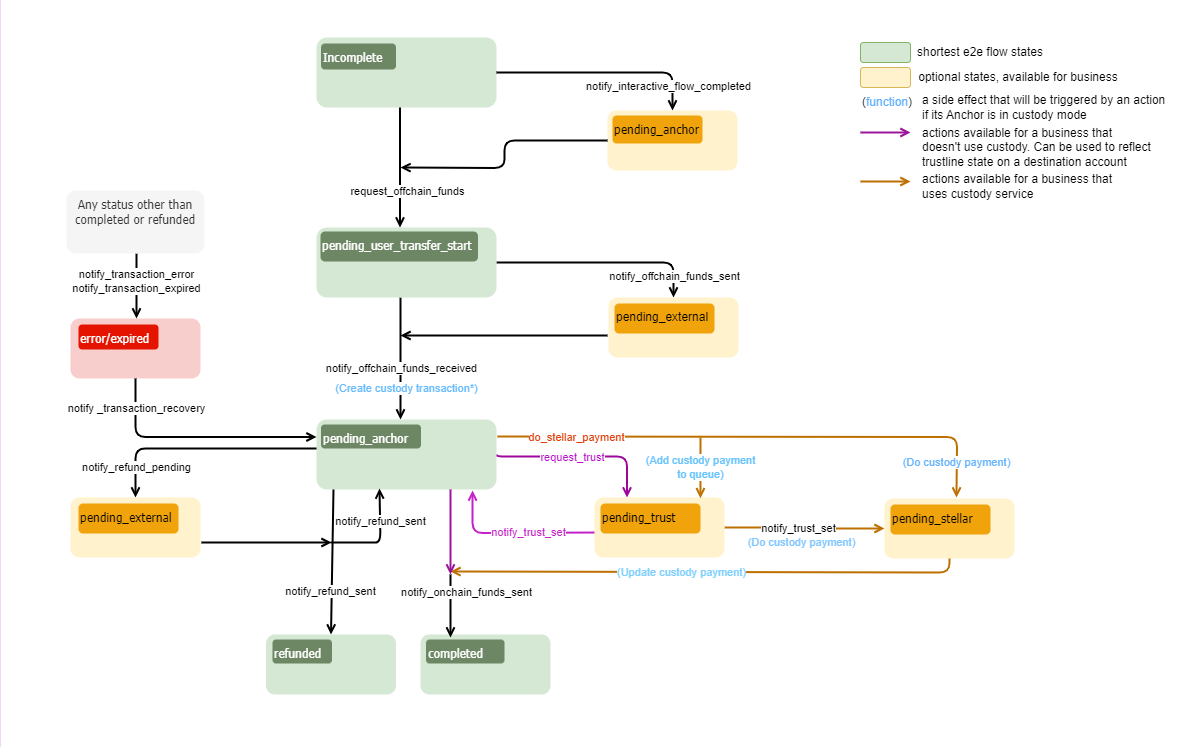 Incomplete
notify_interactive_flow_completed
pending_anchor
request_offchain_funds
shortest e2e flow states
optional states, available for business
(function) a side effect that will be triggered by an action
if its Anchor is in custody mode
actions available for a business that
doesn't use custody. Can be used to reflect
trustline state on a destination account
actions available for a business that
uses custody service
Any status other than
completed or refunded
notify_transaction_error
notify_transaction_expired
error/expired
notify _transaction_recovery
pending_user_transfer_start
notify_offchain_funds_sent
pending_external
notify_offchain_funds_received
(Create custody transaction*)
pending_anchor
notify_refund_pending
pending_external
notify_refund_sent
do_stellar_payment
request_trust
(Add custody payment
to queue)
(Do custody payment)
pending_trust
notify_trust_set
notify_trust_set
(Do custody payment)
pending_stellar
(Update custody payment)
notify_refund_sent
notify_onchain_funds_sent
refunded
completed